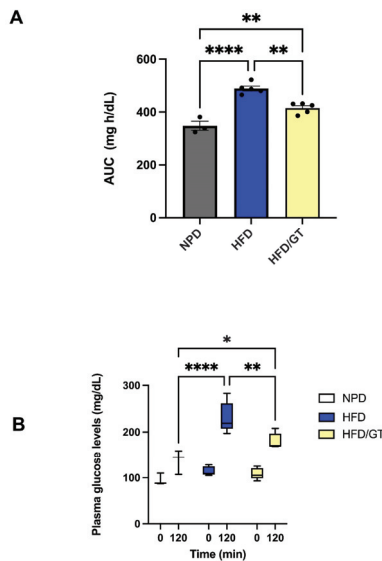 A
**
**** **
600
400
200
0
AUC (mg h/dL)
NPD HFD HFD/GT
B
*
**** **
300
200
100
0
Plasma glucose levels (mg/dL)
0 120 0 120 0 120
Time (min)
NPD
HFD
HFD/GT